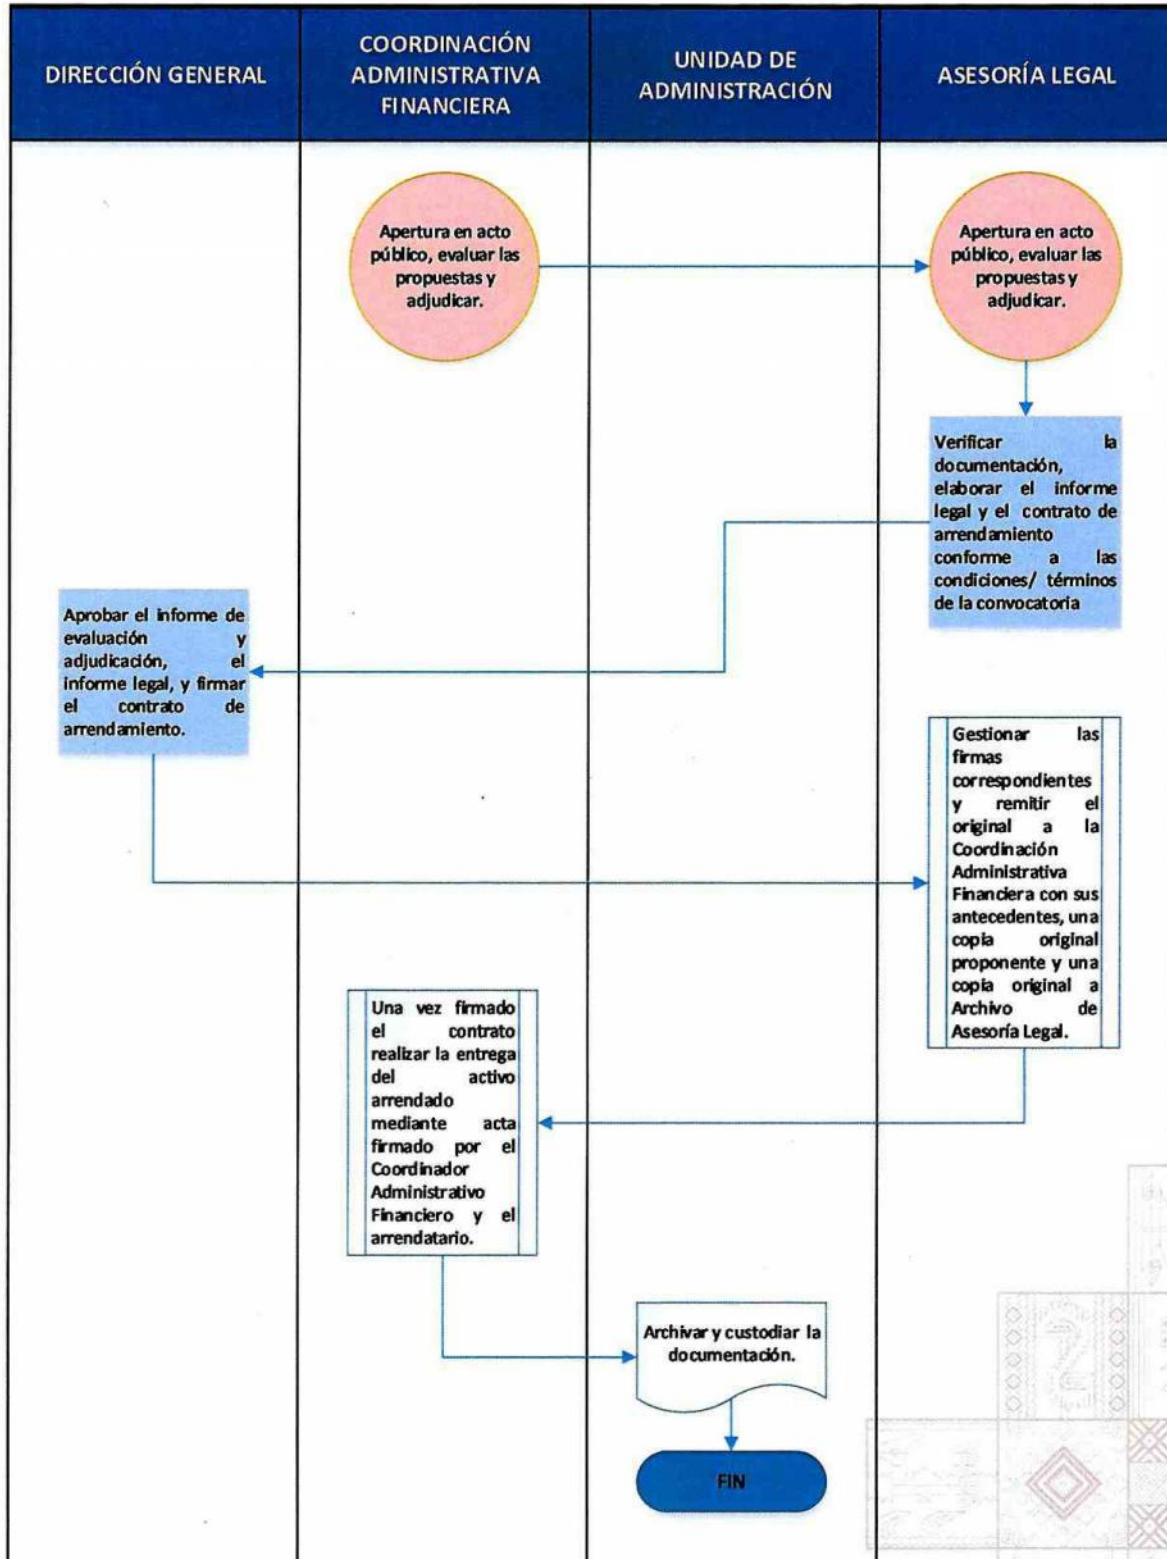 DIRECCIÓN GENERAL
COORDINACIÓN
ADMINISTRATIVA
FINANCIERA
UNIDAD DE
ADMINISTRACIÓN
ASESORÍA LEGAL
Apertura en acto
público, evaluar las
propuestas y
adjudicar.
Apertura en acto
público, evaluar las
propuestas y
adjudicar.
Verificar la
documentación,
elaborar el informe
legal y el contrato de
arrendamiento
conforme a las
condiciones/ términos
de la convocatoria
Aprobar el informe de
evaluación y
adjudicación, el
informe legal, y firmar
el contrato de
arrendamiento.
Gestionar las
firmas
correspondientes
y remitir el
original a la
Coordinación
Administrativa
Financiera con sus
antecedentes, una
copia original
proponente y una
copia original a
Archivo de
Asesoría Legal.
Una vez firmado
el contrato
realizar la entrega
del activo
arrendado
mediante acta
firmado por el
Coordinador
Administrativo
Financiero y el
arrendatario.
Archivar y custodiar la
documentación.
FIN